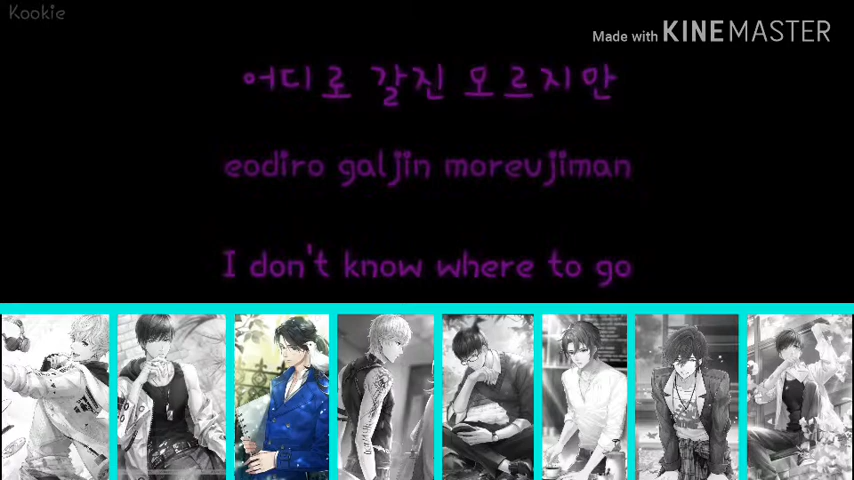 Kookie
Made with KINEMASTER
어디로 갈진 모르지만
eodiro galjin moreujiman
I don't know where to go